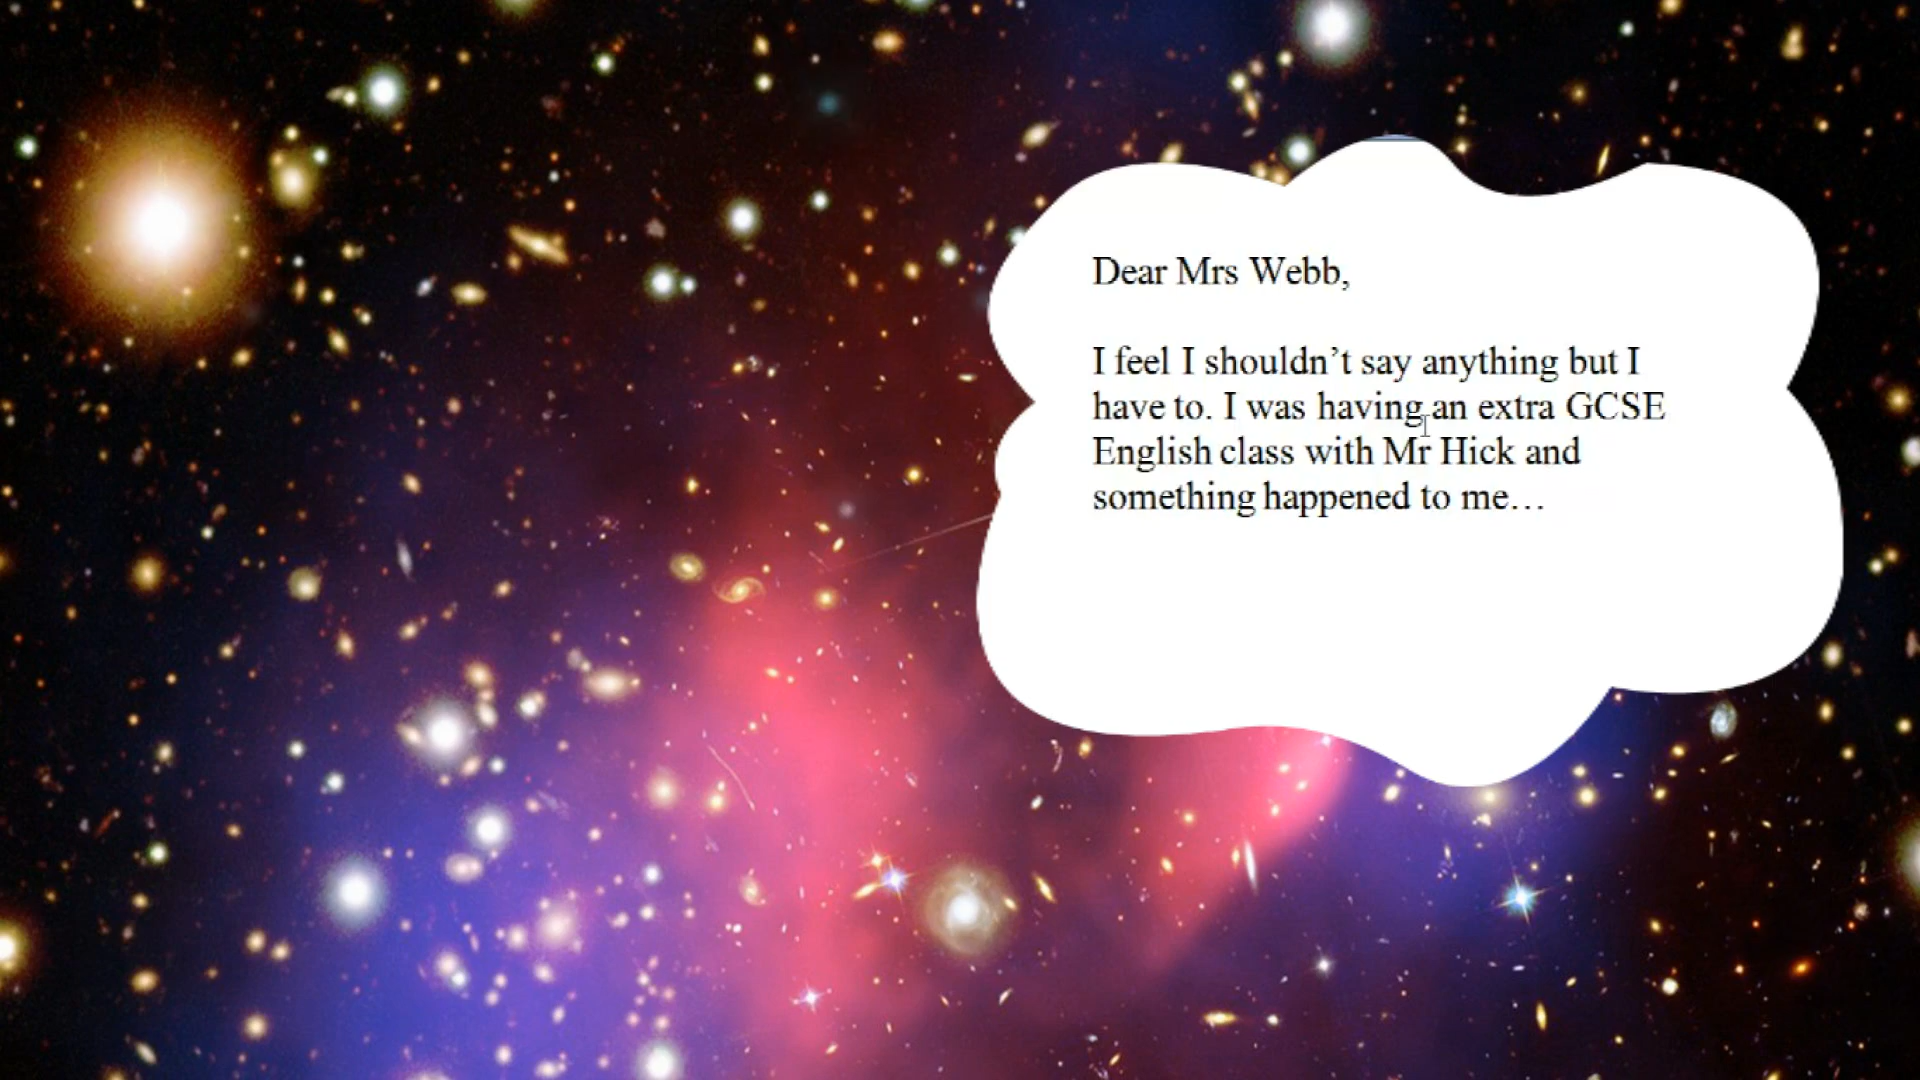 Dear Mrs Webb,
I feel I shouldn’t say anything but I
have to. I was having an extra GCSE
English class with Mr Hick and
something happened to me…